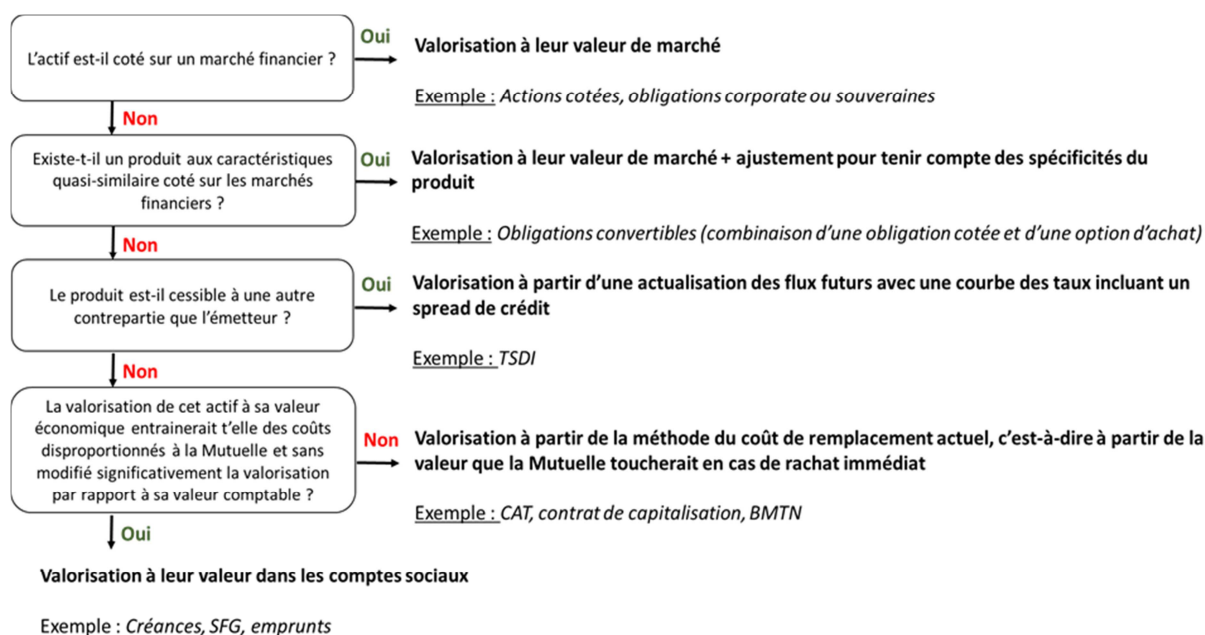 L'actif est-il coté sur un marché financier ?
Oui
Valorisation à leur valeur de marché
Exemple : Actions cotées, obligations corporate ou souveraines
Non
Existe-t-il un produit aux caractéristiques
quasi-similaire coté sur les marchés
financiers ?
Oui
Valorisation à leur valeur de marché + ajustement pour tenir compte des spécificités du
produit
Exemple : Obligations convertibles (combinaison d'une obligation cotée et d'une option d'achat)
Non
Le produit est-il cessible à une autre
contrepartie que l'émetteur ?
Oui
Valorisation à partir d'une actualisation des flux futurs avec une courbe des taux incluant un
spread de crédit
Exemple : TSDI
Non
La valorisation de cet actif à sa valeur
économique entrainerait t'elle des coûts
disproportionnés à la Mutuelle et sans
modifié significativement la valorisation
par rapport à sa valeur comptable ?
Non
Valorisation à partir de la méthode du coût de remplacement actuel, c'est-à-dire à partir de la
valeur que la Mutuelle toucherait en cas de rachat immédiat
Exemple : CAT, contrat de capitalisation, BMTN
Oui
Valorisation à leur valeur dans les comptes sociaux
Exemple : Créances, SFG, emprunts